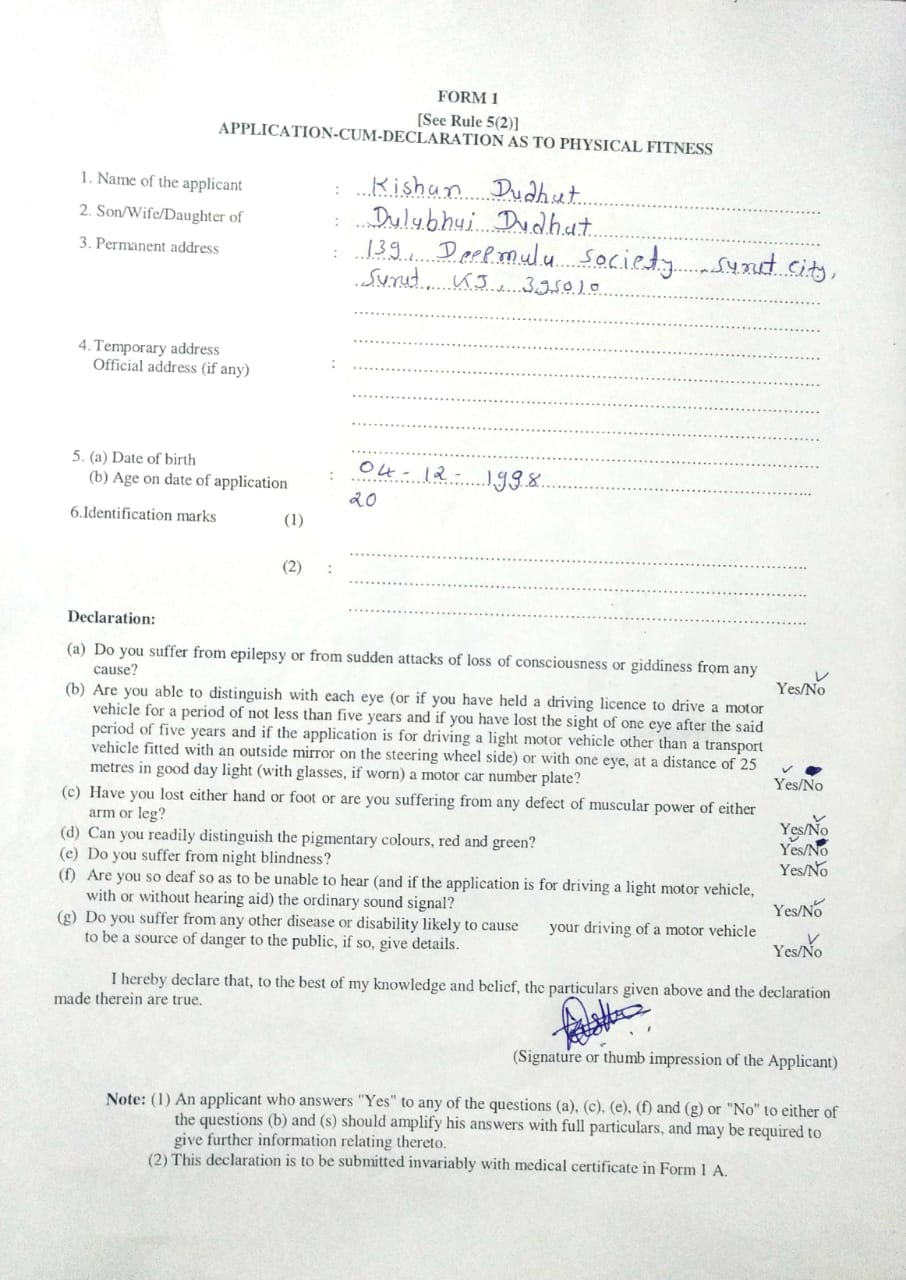 FORM 1
[See Rule 5(2)]
APPLICATION-CUM-DECLARATION AS TO PHYSICAL FITNESS
1. Name of the applicant : Kishan Dudhat
2. Son/Wife/Daughter of : Dulabhai Dudhat
3. Permanent address : 139, Deepmala Society, Surat City,
Surat, KJ, 395010
4. Temporary address
Official address (if any) :
5. (a) Date of birth
(b) Age on date of application : 04-12-1998
20
6.Identification marks (1)
(2) :
Declaration:
(a) Do you suffer from epilepsy or from sudden attacks of loss of consciousness or giddiness from any
cause? Yes/No
(b) Are you able to distinguish with each eye (or if you have held a driving licence to drive a motor
vehicle for a period of not less than five years and if you have lost the sight of one eye after the said
period of five years and if the application is for driving a light motor vehicle other than a transport
vehicle fitted with an outside mirror on the steering wheel side) or with one eye, at a distance of 25
metres in good day light (with glasses, if worn) a motor car number plate? Yes/No
(c) Have you lost either hand or foot or are you suffering from any defect of muscular power of either
arm or leg? Yes/No
(d) Can you readily distinguish the pigmentary colours, red and green? Yes/No
(e) Do you suffer from night blindness? Yes/No
(f) Are you so deaf so as to be unable to hear (and if the application is for driving a light motor vehicle,
with or without hearing aid) the ordinary sound signal? Yes/No
(g) Do you suffer from any other disease or disability likely to cause your driving of a motor vehicle
to be a source of danger to the public, if so, give details. Yes/No
I hereby declare that, to the best of my knowledge and belief, the particulars given above and the declaration
made therein are true.
(Signature or thumb impression of the Applicant)
Note: (1) An applicant who answers "Yes" to any of the questions (a), (c), (e), (f) and (g) or "No" to either of
the questions (b) and (s) should amplify his answers with full particulars, and may be required to
give further information relating thereto.
(2) This declaration is to be submitted invariably with medical certificate in Form 1 A.